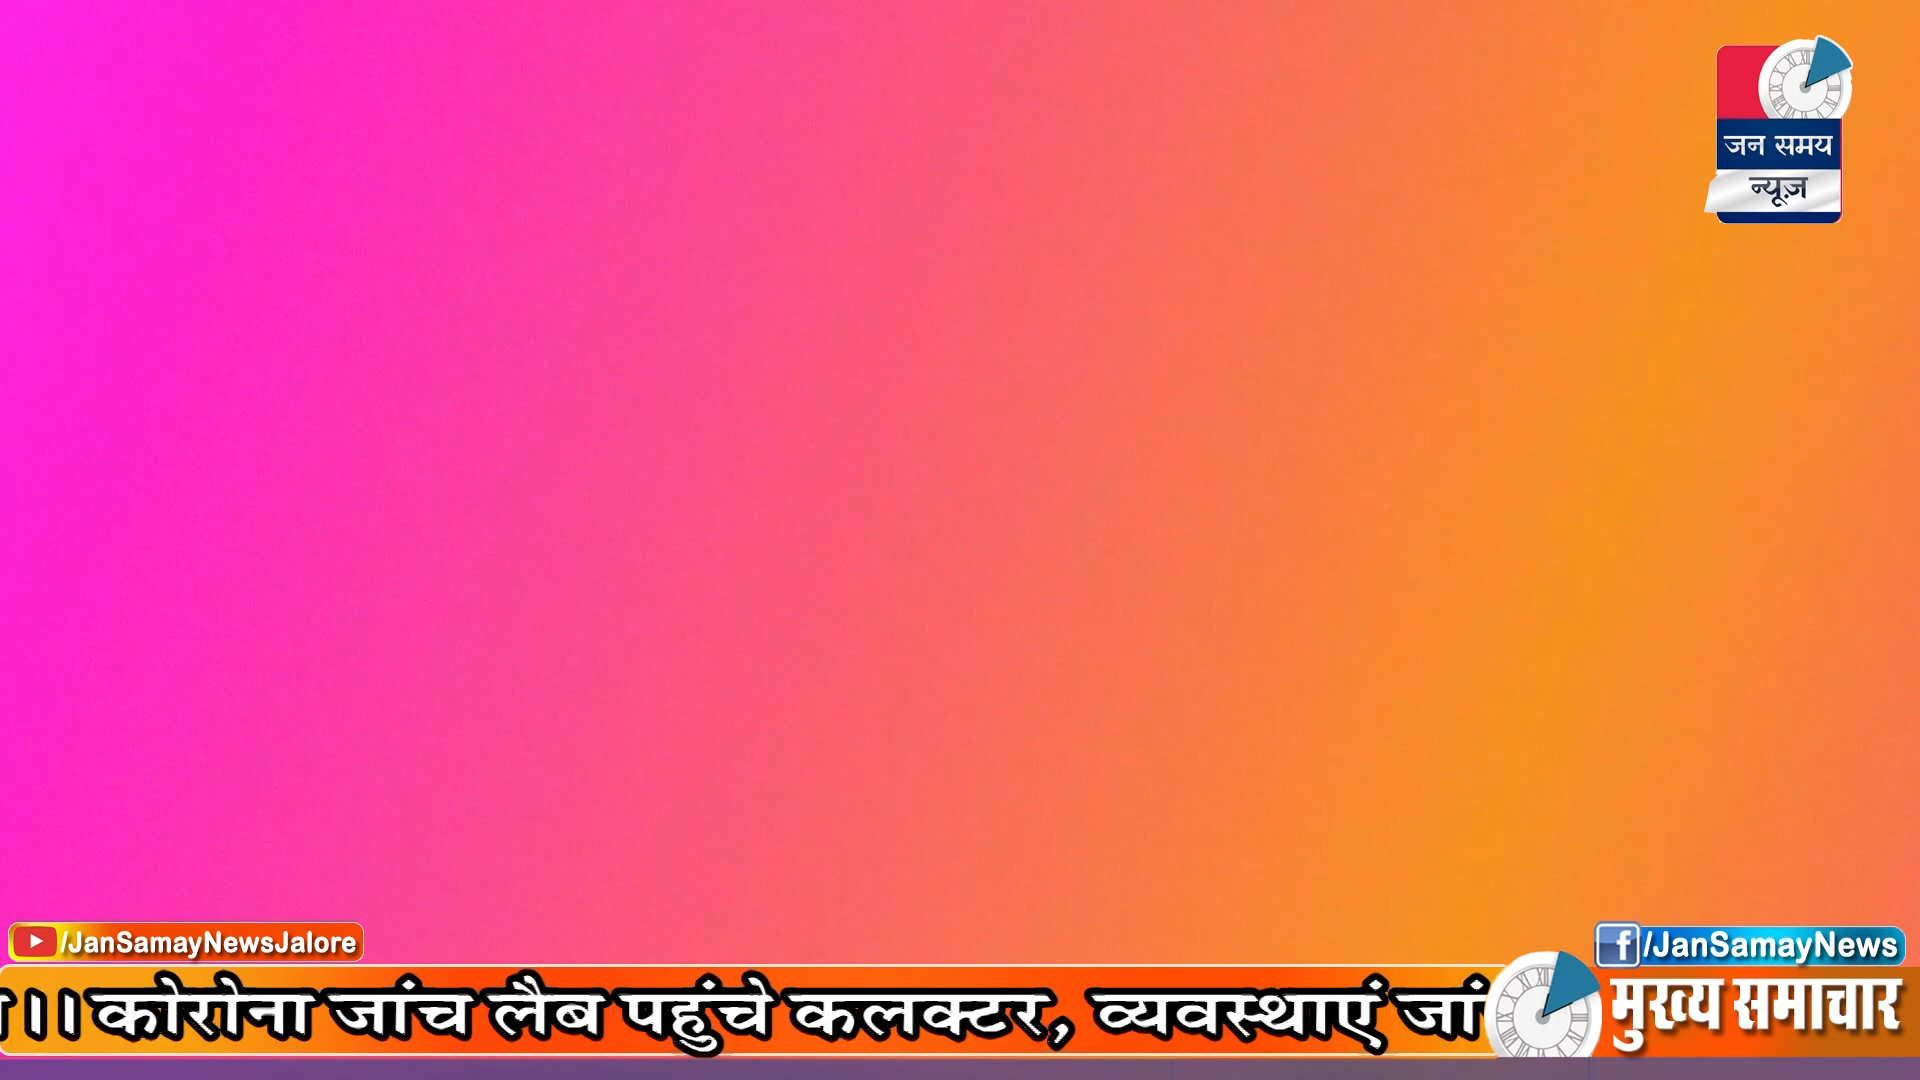 जन समय
न्यूज़
/JanSamayNewsJalore
/JanSamayNews
।। कोरोना जांच लैब पहुंचे कलक्टर, व्यवस्थाएं जां
मुख्य समाचार